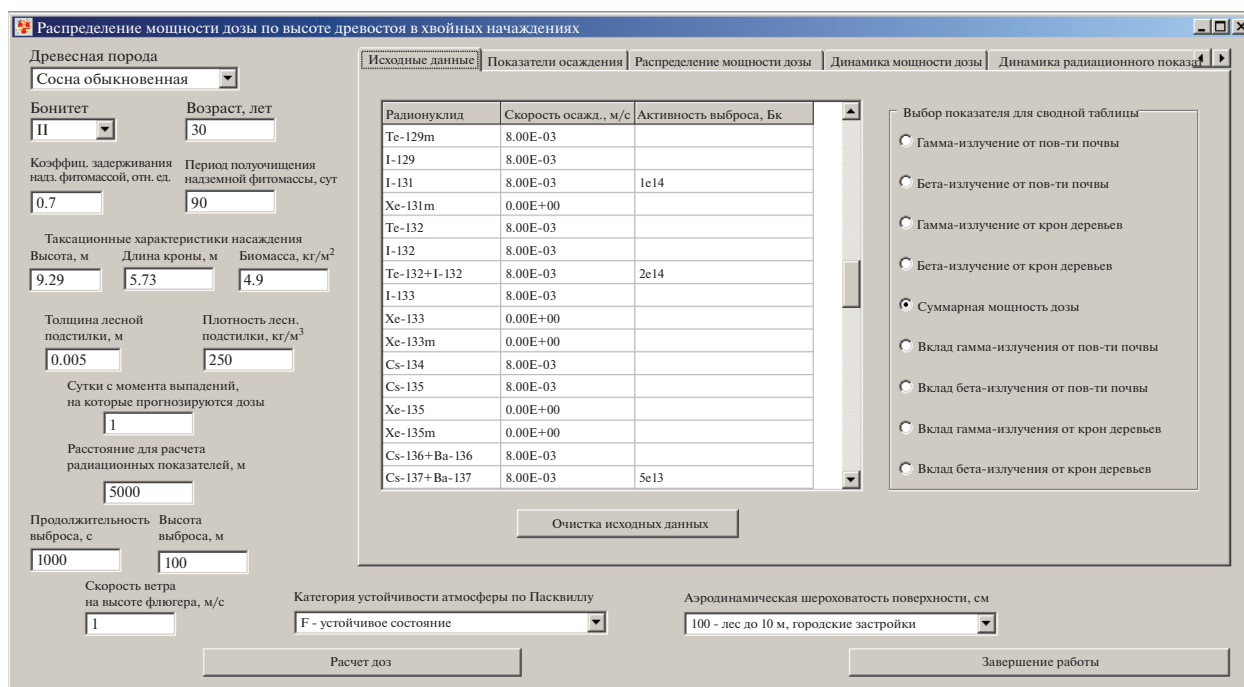 Распределение мощности дозы по высоте древостоя в хвойных начаждениях
Древесная порода
Сосна обыкновенная
Бонитет Возраст, лет
II 30
Коэффиц. задерживания
надз. фитомассой, отн. ед.
Период полуочищения
надземной фитомассы, сут
0.7 90
Таксационные характеристики насаждения
Высота, м Длина кроны, м Биомасса, кг/м²
9.29 5.73 4.9
Толщина лесной
подстилки, м
Плотность лесн.
подстилки, кг/м³
0.005 250
Сутки с момента выпадений,
на которые прогнозируются дозы
1
Расстояние для расчета
радиационных показателей, м
5000
Продолжительность
выброса, с
Высота
выброса, м
1000 100
Скорость ветра
на высоте флюгера, м/с
1
Исходные данные Показатели осаждения Распределение мощности дозы Динамика мощности дозы Динамика радиационного показат
Радионуклид Скорость осажд., м/с Активность выброса, Бк
Te-129m 8.00E-03
I-129 8.00E-03
I-131 8.00E-03 1e14
Xe-131m 0.00E+00
Te-132 8.00E-03
I-132 8.00E-03
Te-132+I-132 8.00E-03 2e14
I-133 8.00E-03
Xe-133 0.00E+00
Xe-133m 0.00E+00
Cs-134 8.00E-03
Cs-135 8.00E-03
Xe-135 0.00E+00
Xe-135m 0.00E+00
Cs-136+Ba-136 8.00E-03
Cs-137+Ba-137 8.00E-03 5e13
Выбор показателя для сводной таблицы
Гамма-излучение от пов-ти почвы
Бета-излучение от пов-ти почвы
Гамма-излучение от крон деревьев
Бета-излучение от крон деревьев
Суммарная мощность дозы
Вклад гамма-излучения от пов-ти почвы
Вклад бета-излучения от пов-ти почвы
Вклад гамма-излучения от крон деревьев
Вклад бета-излучения от крон деревьев
Очистка исходных данных
Категория устойчивости атмосферы по Пасквиллу
F - устойчивое состояние
Аэродинамическая шероховатость поверхности, см
100 - лес до 10 м, городские застройки
Расчет доз
Завершение работы